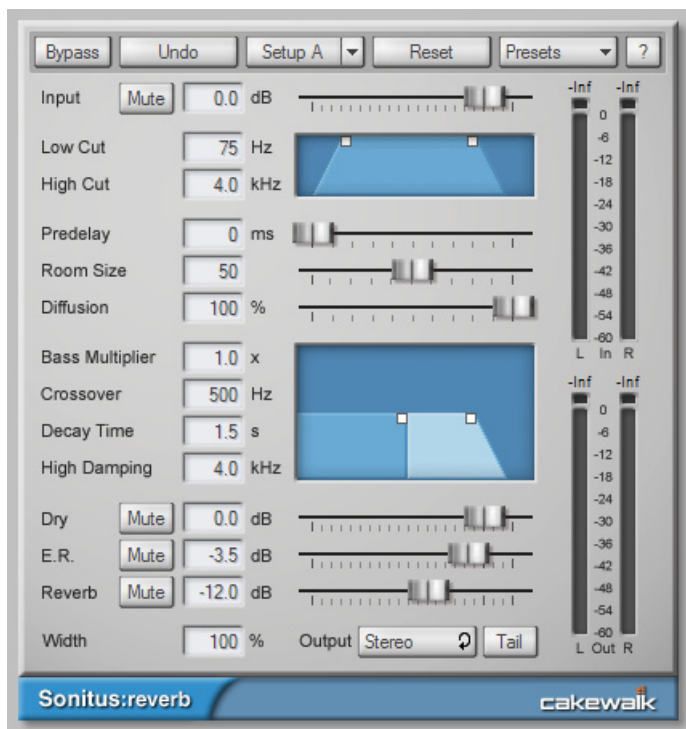 Bypass Undo Setup A Reset Presets ?
Input Mute 0.0 dB
Low Cut 75 Hz
High Cut 4.0 kHz
Predelay 0 ms
Room Size 50
Diffusion 100 %
Bass Multiplier 1.0 x
Crossover 500 Hz
Decay Time 1.5 s
High Damping 4.0 kHz
Dry Mute 0.0 dB
E.R. Mute -3.5 dB
Reverb Mute -12.0 dB
Width 100 % Output Stereo Tail
-Inf -Inf
0
-6
-12
-18
-24
-30
-36
-42
-48
-54
-60
L In R
-Inf -Inf
0
-6
-12
-18
-24
-30
-36
-42
-48
-54
-60
L Out R
Sonitus:reverb cakewalk